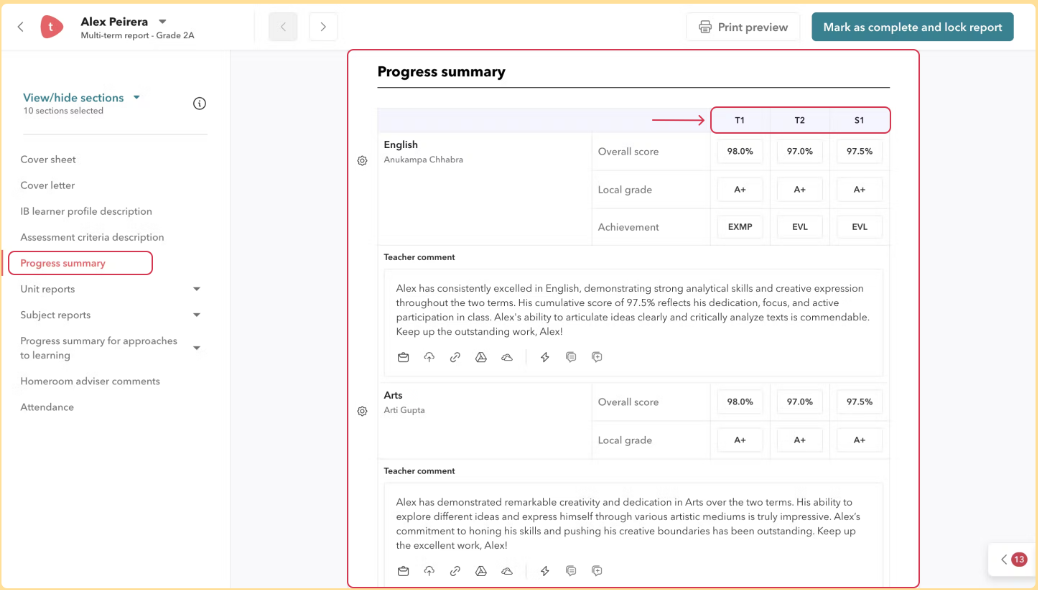 t
Alex Peirera
Multi-term report - Grade 2A
Print preview
Mark as complete and lock report
View/hide sections
10 sections selected
Cover sheet
Cover letter
IB learner profile description
Assessment criteria description
Progress summary
Unit reports
Subject reports
Progress summary for approaches
to learning
Homeroom adviser comments
Attendance
Progress summary
T1 T2 S1
English
Anukampa Chhabra
Overall score 98.0% 97.0% 97.5%
Local grade A+ A+ A+
Achievement EXMP EVL EVL
Teacher comment
Alex has consistently excelled in English, demonstrating strong analytical skills and creative expression
throughout the two terms. His cumulative score of 97.5% reflects his dedication, focus, and active
participation in class. Alex's ability to articulate ideas clearly and critically analyze texts is commendable.
Keep up the outstanding work, Alex!
Arts
Arti Gupta
Overall score 98.0% 97.0% 97.5%
Local grade A+ A+ A+
Teacher comment
Alex has demonstrated remarkable creativity and dedication in Arts over the two terms. His ability to
explore different ideas and express himself through various artistic mediums is truly impressive. Alex's
commitment to honing his skills and pushing his creative boundaries has been outstanding. Keep up
the excellent work, Alex!
13